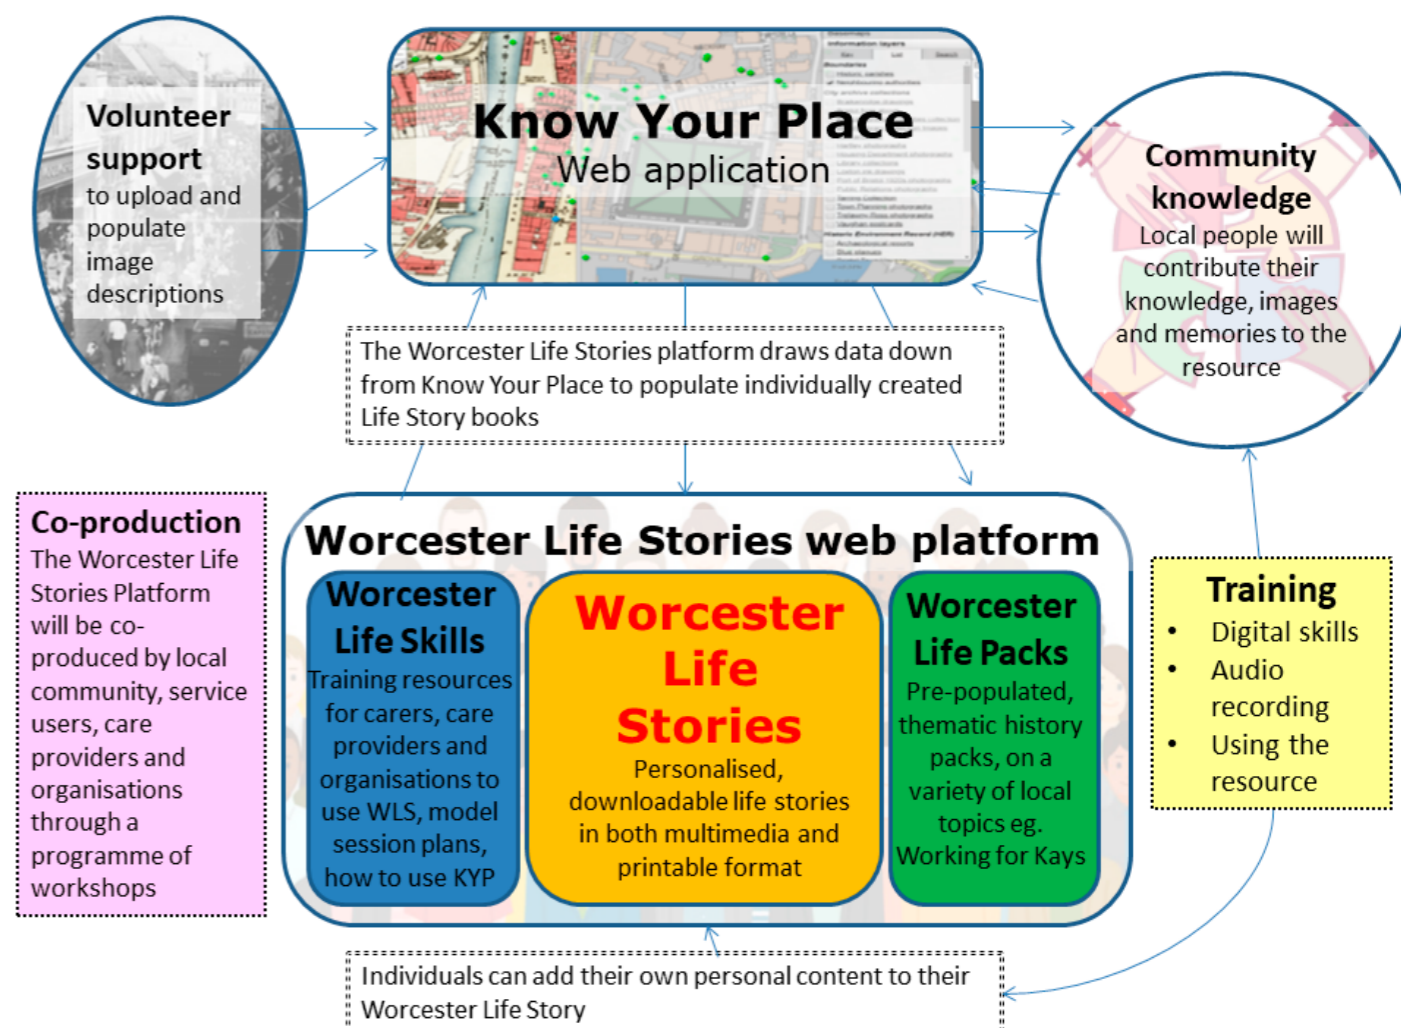 Volunteer
support
to upload and
populate
image
descriptions
Know Your Place
Web application
Information layers
Community
knowledge
Local people will
contribute their
knowledge, images
and memories to the
resource
The Worcester Life Stories platform draws data down
from Know Your Place to populate individually created
Life Story books
Co-production
The Worcester Life
Stories Platform
will be co-
produced by local
community, service
users, care
providers and
organisations
through a
programme of
workshops
Worcester Life Stories web platform
Worcester
Life Skills
Training resources
for carers, care
providers and
organisations to
use WLS, model
session plans,
how to use KYP
Worcester
Life
Stories
Personalised,
downloadable life stories
in both multimedia and
printable format
Worcester
Life Packs
Pre-populated,
thematic history
packs, on a
variety of local
topics eg.
Working for Kays
Training
• Digital skills
• Audio
recording
• Using the
resource
Individuals can add their own personal content to their
Worcester Life Story